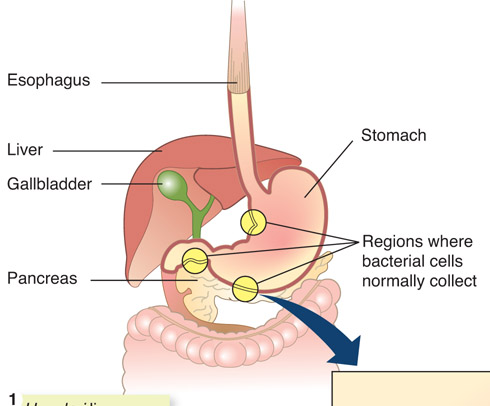 Esophagus
Stomach
Liver
Gallbladder
Regions where
bacterial cells
normally collect
Pancreas
1